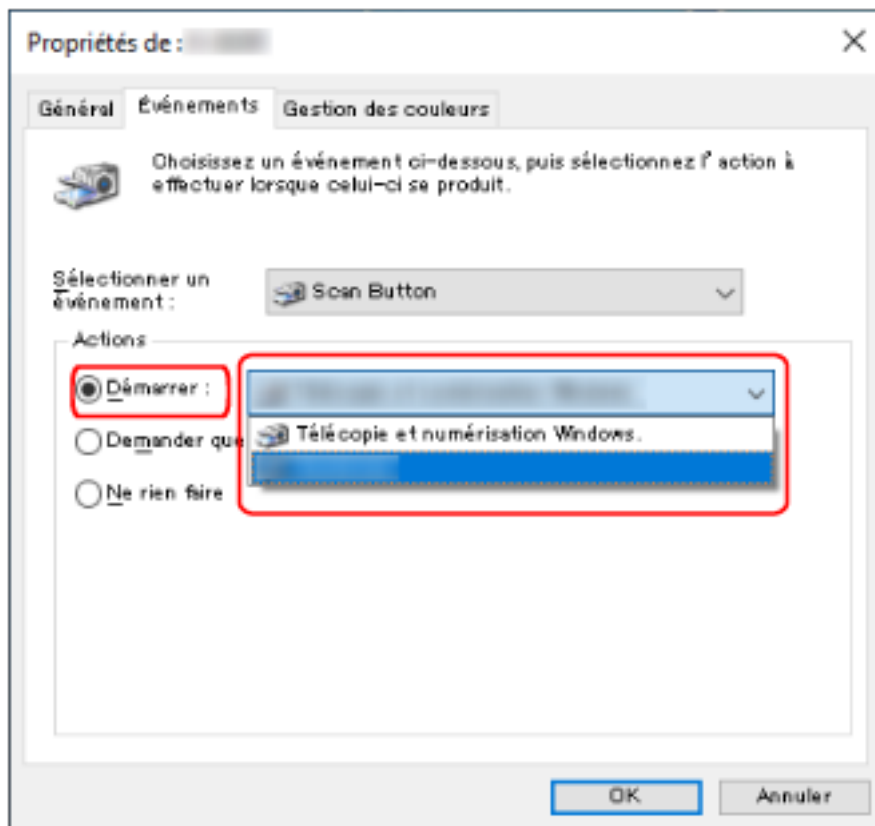 Propriétés de :
Général
Événements
Gestion des couleurs
Choisissez un événement ci-dessous, puis sélectionnez l'action à
effectuer lorsque celui-ci se produit.
Sélectionner un
événement :
Scan Button
Actions
Démarrer :
Télécopie et numérisation Windows.
Demander que
Ne rien faire
OK
Annuler